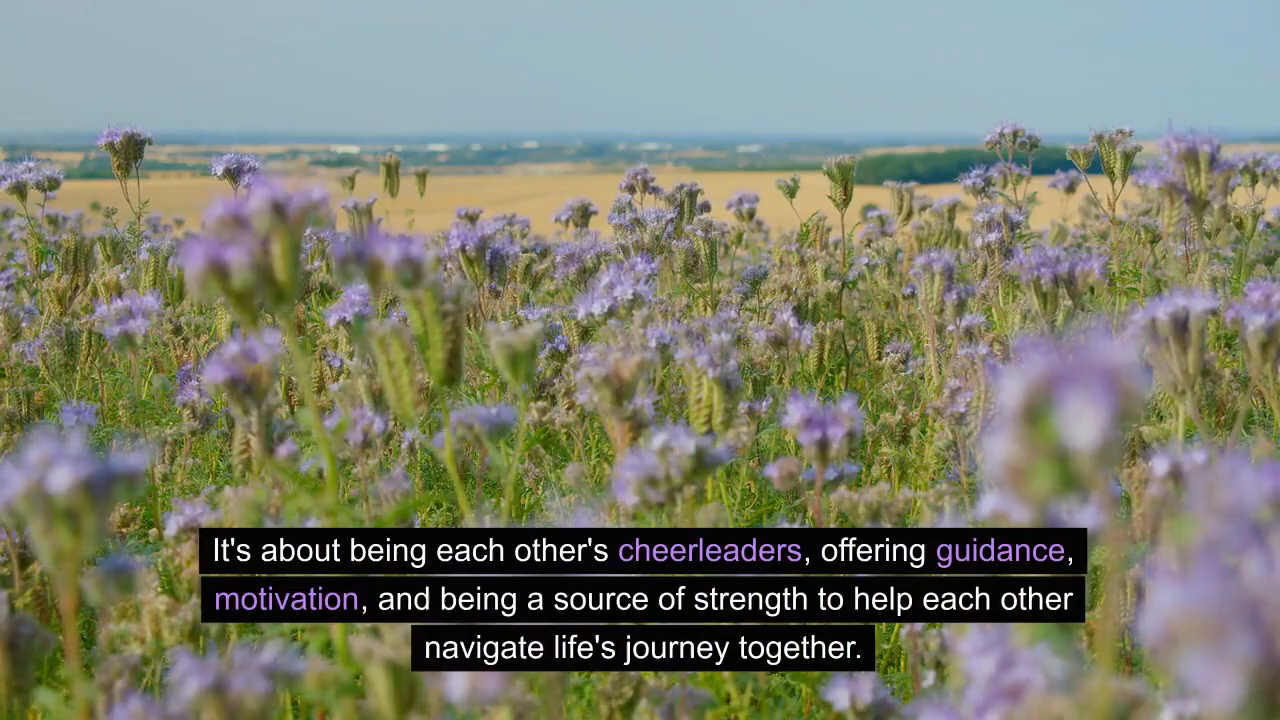 It's about being each other's cheerleaders, offering guidance,
motivation, and being a source of strength to help each other
navigate life's journey together.